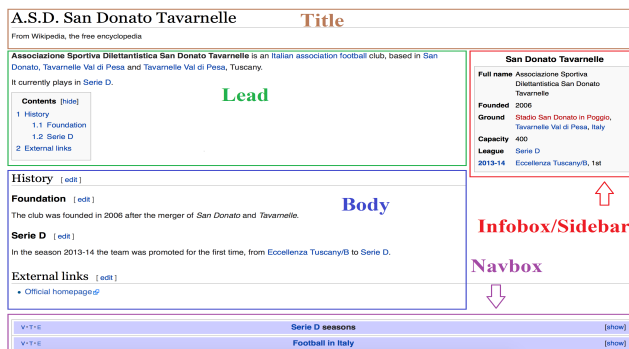 A.S.D. San Donato Tavarnelle
Title
From Wikipedia, the free encyclopedia
Associazione Sportiva Dilettantistica San Donato Tavarnelle is an Italian association football club, based in San
Donato, Tavarnelle Val di Pesa and Tavarnelle Val di Pesa, Tuscany.
It currently plays in Serie D.
Lead
Contents [hide]
1 History
1.1 Foundation
1.2 Serie D
2 External links
San Donato Tavarnelle
Full name Associazione Sportiva
Dilettantistica San Donato
Tavarnelle
Founded 2006
Ground Stadio San Donato in Poggio,
Tavarnelle Val di Pesa, Italy
Capacity 400
League Serie D
2013-14 Eccellenza Tuscany/B, 1st
Infobox/Sidebar
History [ edit ]
Foundation [ edit ]
Body
The club was founded in 2006 after the merger of San Donato and Tavarnelle.
Serie D [ edit ]
In the season 2013-14 the team was promoted for the first time, from Eccellenza Tuscany/B to Serie D.
External links [ edit ]
• Official homepage
Navbox
V · T · E Serie D seasons [show]
V · T · E Football in Italy [show]